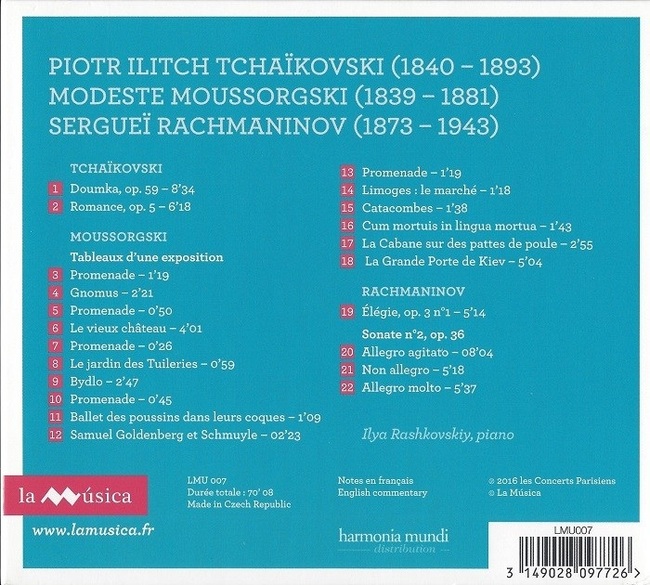 PIOTR ILITCH TCHAÏKOVSKI (1840 – 1893)
MODESTE MOUSSORGSKI (1839 – 1881)
SERGUEÏ RACHMANINOV (1873 – 1943)
TCHAÏKOVSKI
1 Doumka, op. 59 – 8’34
2 Romance, op. 5 – 6’18
MOUSSORGSKI
Tableaux d’une exposition
3 Promenade – 1’19
4 Gnomus – 2’21
5 Promenade – 0’50
6 Le vieux château – 4’01
7 Promenade – 0’26
8 Le jardin des Tuileries – 0’59
9 Bydlo – 2’47
10 Promenade – 0’45
11 Ballet des poussins dans leurs coques – 1’09
12 Samuel Goldenberg et Schmuyle – 02’23
13 Promenade – 1’19
14 Limoges : le marché – 1’18
15 Catacombes – 1’38
16 Cum mortuis in lingua mortua – 1’43
17 La Cabane sur des pattes de poule – 2’55
18 La Grande Porte de Kiev – 5’04
RACHMANINOV
19 Élégie, op. 3 n°1 – 5’14
Sonate n°2, op. 36
20 Allegro agitato – 08’04
21 Non allegro – 5’18
22 Allegro molto – 5’37
Ilya Rashkovskiy, piano
la música
www.lamusica.fr
LMU 007
Durée totale : 70’ 08
Made in Czech Republic
Notes en français
English commentary
harmonia mundi
distribution
℗ 2016 les Concerts Parisiens
© La Música
LMU007
3 149028 097726 >